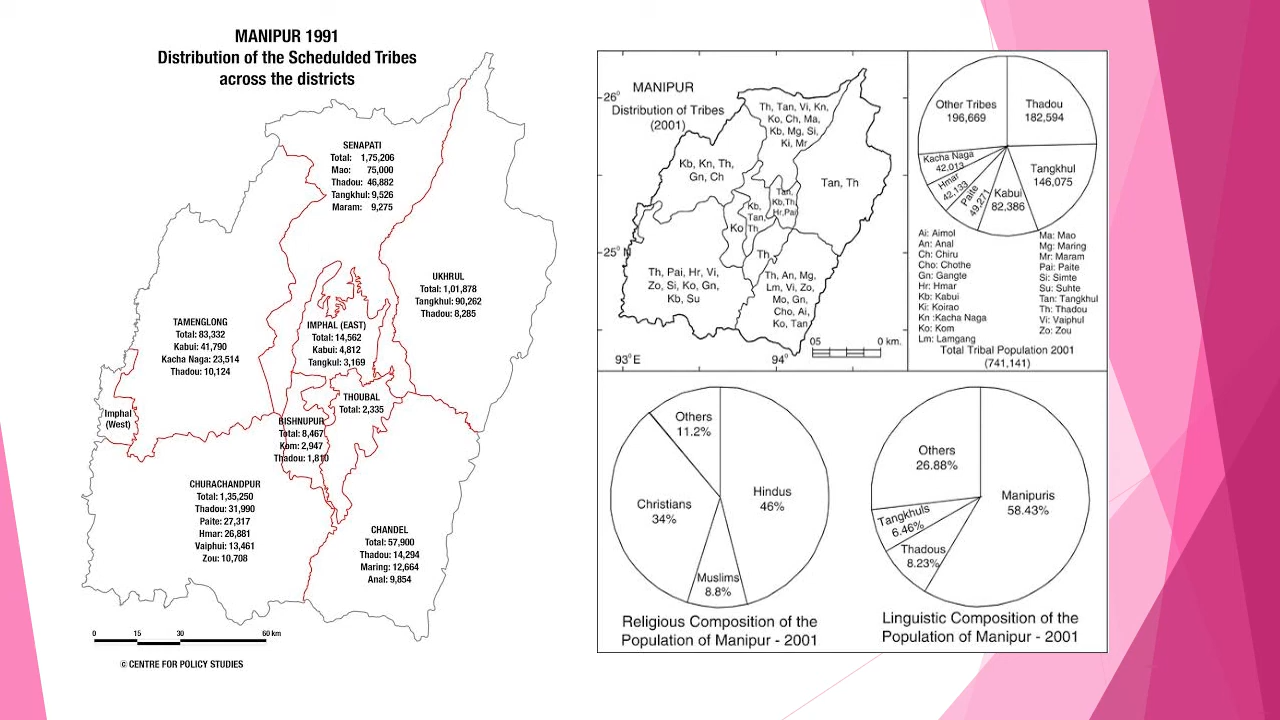 MANIPUR 1991
Distribution of the Schedulded Tribes
across the districts
SENAPATI
Total: 1,75,206
Mao: 75,000
Thadou: 46,882
Tangkhul: 9,526
Maram: 9,275
UKHRUL
Total: 1,01,878
Tangkhul: 90,262
Thadou: 8,285
TAMENGLONG
Total: 83,332
Kabui: 41,790
Kacha Naga: 23,514
Thadou: 10,124
IMPHAL (EAST)
Total: 14,562
Kabui: 4,812
Tangkul: 3,169
THOUBAL
Total: 2,335
Imphal
(West)
BISHNUPUR
Total: 8,467
Kom: 2,947
Thadou: 1,810
CHURACHANDPUR
Total: 1,35,250
Thadou: 31,990
Paite: 27,317
Hmar: 26,881
Vaiphui: 13,461
Zou: 10,708
CHANDEL
Total: 57,900
Thadou: 14,294
Maring: 12,664
Anal: 9,854
0 15 30 60 km
© CENTRE FOR POLICY STUDIES
MANIPUR
Distribution of Tribes
(2001)
26°
25° N
93°E
94°
Th, Tan, Vi, Kn,
Ko, Ch, Ma,
Kb, Mg, Si,
Ki, Mr
Kb, Kn, Th,
Gn, Ch
Tan, Th
Tan,
Kb,Th,
Hr,Pai
Kb,
Tan,
Th
Ko
Th
Th, Pai, Hr, Vi,
Zo, Si, Ko, Gn,
Kb, Su
Th, An, Mg,
Lm, Vi, Zo,
Mo, Gn,
Cho, Ai,
Ko, Tan
05 0 km.
Other Tribes
196,669
Thadou
182,594
Tangkhul
146,075
Kabui
82,386
Paite
49,271
Hmar
42,133
Kacha Naga
42,013
Ai: Aimol
An: Anal
Ch: Chiru
Cho: Chothe
Gn: Gangte
Hr: Hmar
Kb: Kabui
Ki: Koirao
Kn :Kacha Naga
Ko: Kom
Lm: Lamgang
Ma: Mao
Mg: Maring
Mr: Maram
Pai: Paite
Si: Simte
Su: Suhte
Tan: Tangkhul
Th: Thadou
Vi: Vaiphul
Zo: Zou
Total Tribal Population 2001
(741,141)
Others
11.2%
Hindus
46%
Christians
34%
Muslims
8.8%
Religious Composition of the
Population of Manipur - 2001
Others
26.88%
Manipuris
58.43%
Tangkhuls
6.46%
Thadous
8.23%
Linguistic Composition of the
Population of Manipur - 2001